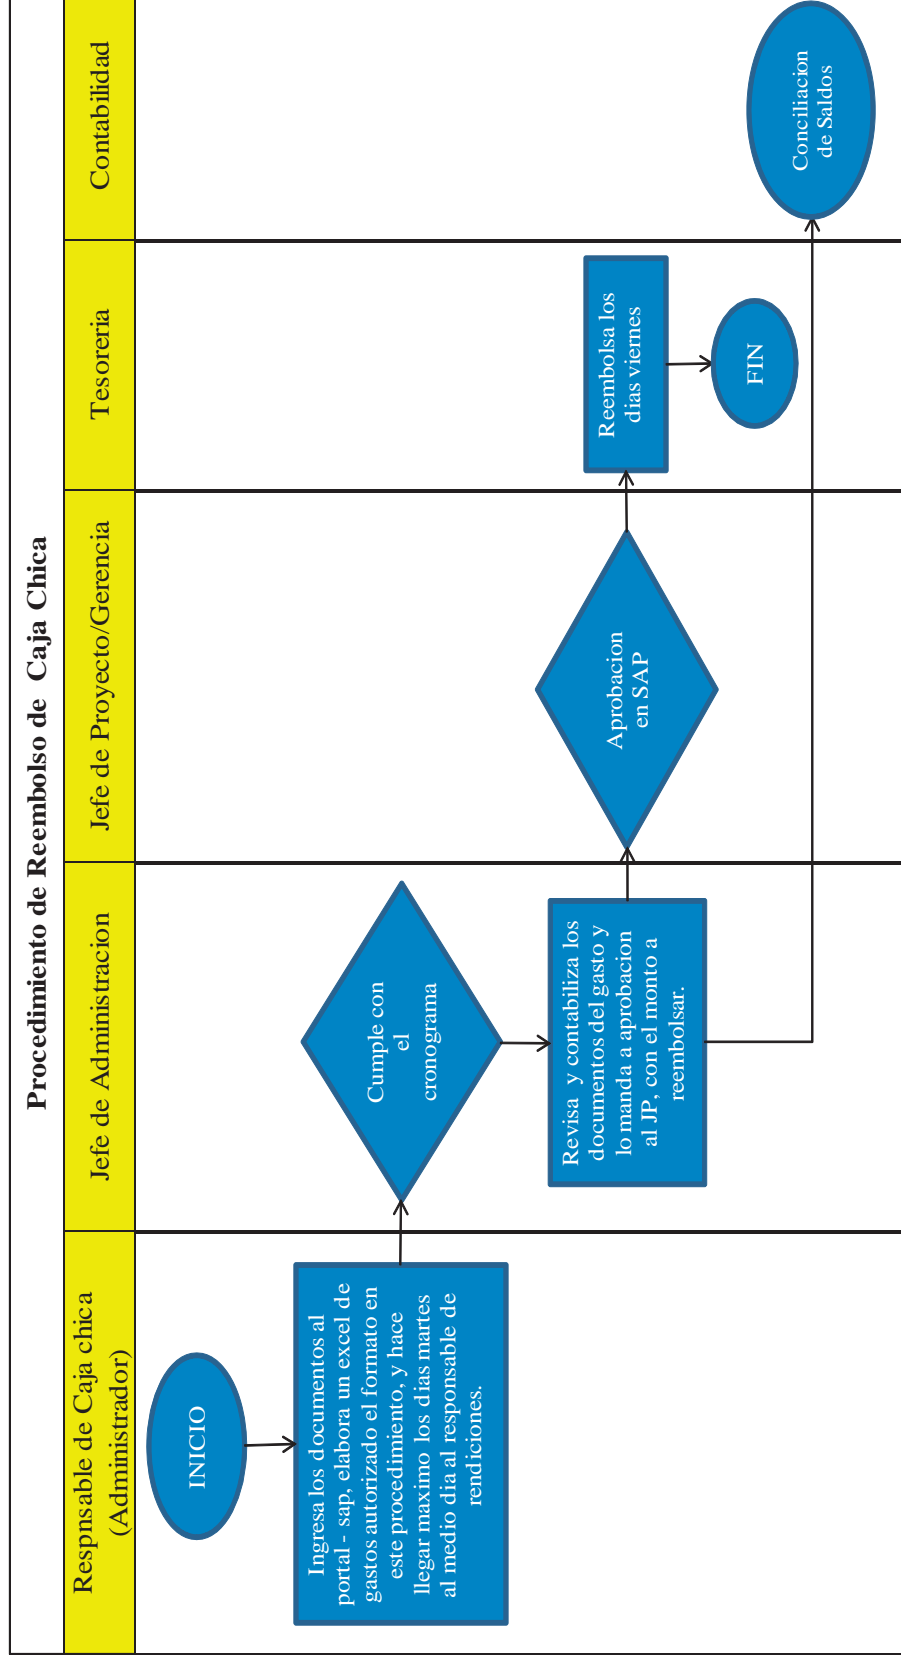 Procedimiento de Reembolso de Caja Chica
Respnsable de Caja chica
(Administrador)
Jefe de Administracion
Jefe de Proyecto/Gerencia
Tesoreria
Contabilidad
INICIO
Ingresa los documentos al
portal - sap, elabora un excel de
gastos autorizado el formato en
este procedimiento, y hace
llegar maximo los dias martes
al medio dia al responsable de
rendiciones.
Cumple con
el
cronograma
Revisa y contabiliza los
documentos del gasto y
lo manda a aprobacion
al JP, con el monto a
reembolsar.
Aprobacion
en SAP
Reembolsa los
dias viernes
FIN
Conciliacion
de Saldos